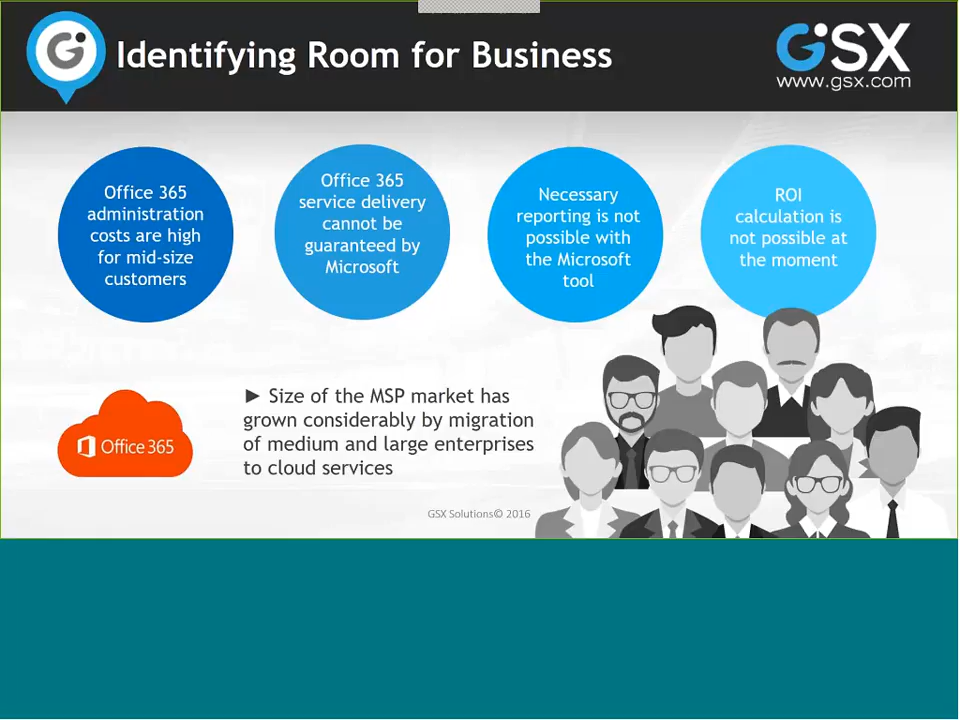 Identifying Room for Business
GSX
www.gsx.com
Office 365
administration
costs are high
for mid-size
customers
Office 365
service delivery
cannot be
guaranteed by
Microsoft
Necessary
reporting is not
possible with
the Microsoft
tool
ROI
calculation is
not possible at
the moment
Office 365
► Size of the MSP market has
grown considerably by migration
of medium and large enterprises
to cloud services
GSX Solutions© 2016